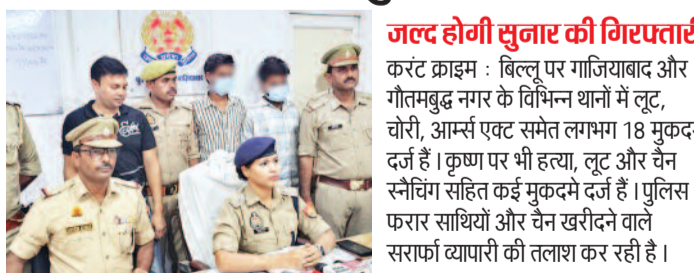 जल्द होगी सुनार की गिरफ्तारी
करंट क्राइम : बिल्लू पर गाजियाबाद और
गौतमबुद्ध नगर के विभिन्न थानों में लूट,
चोरी, आर्म्स एक्ट समेत लगभग 18 मुकदमे
दर्ज हैं । कृष्ण पर भी हत्या, लूट और चैन
स्नैचिंग सहित कई मुकदमे दर्ज हैं । पुलिस
फरार साथियों और चैन खरीदने वाले
सर्राफा व्यापारी की तलाश कर रही है ।